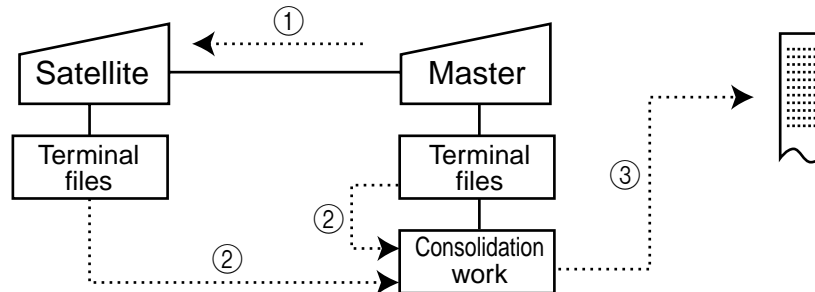 ①
Satellite
Master
Terminal
files
Terminal
files
②
③
②
Consolidation
work